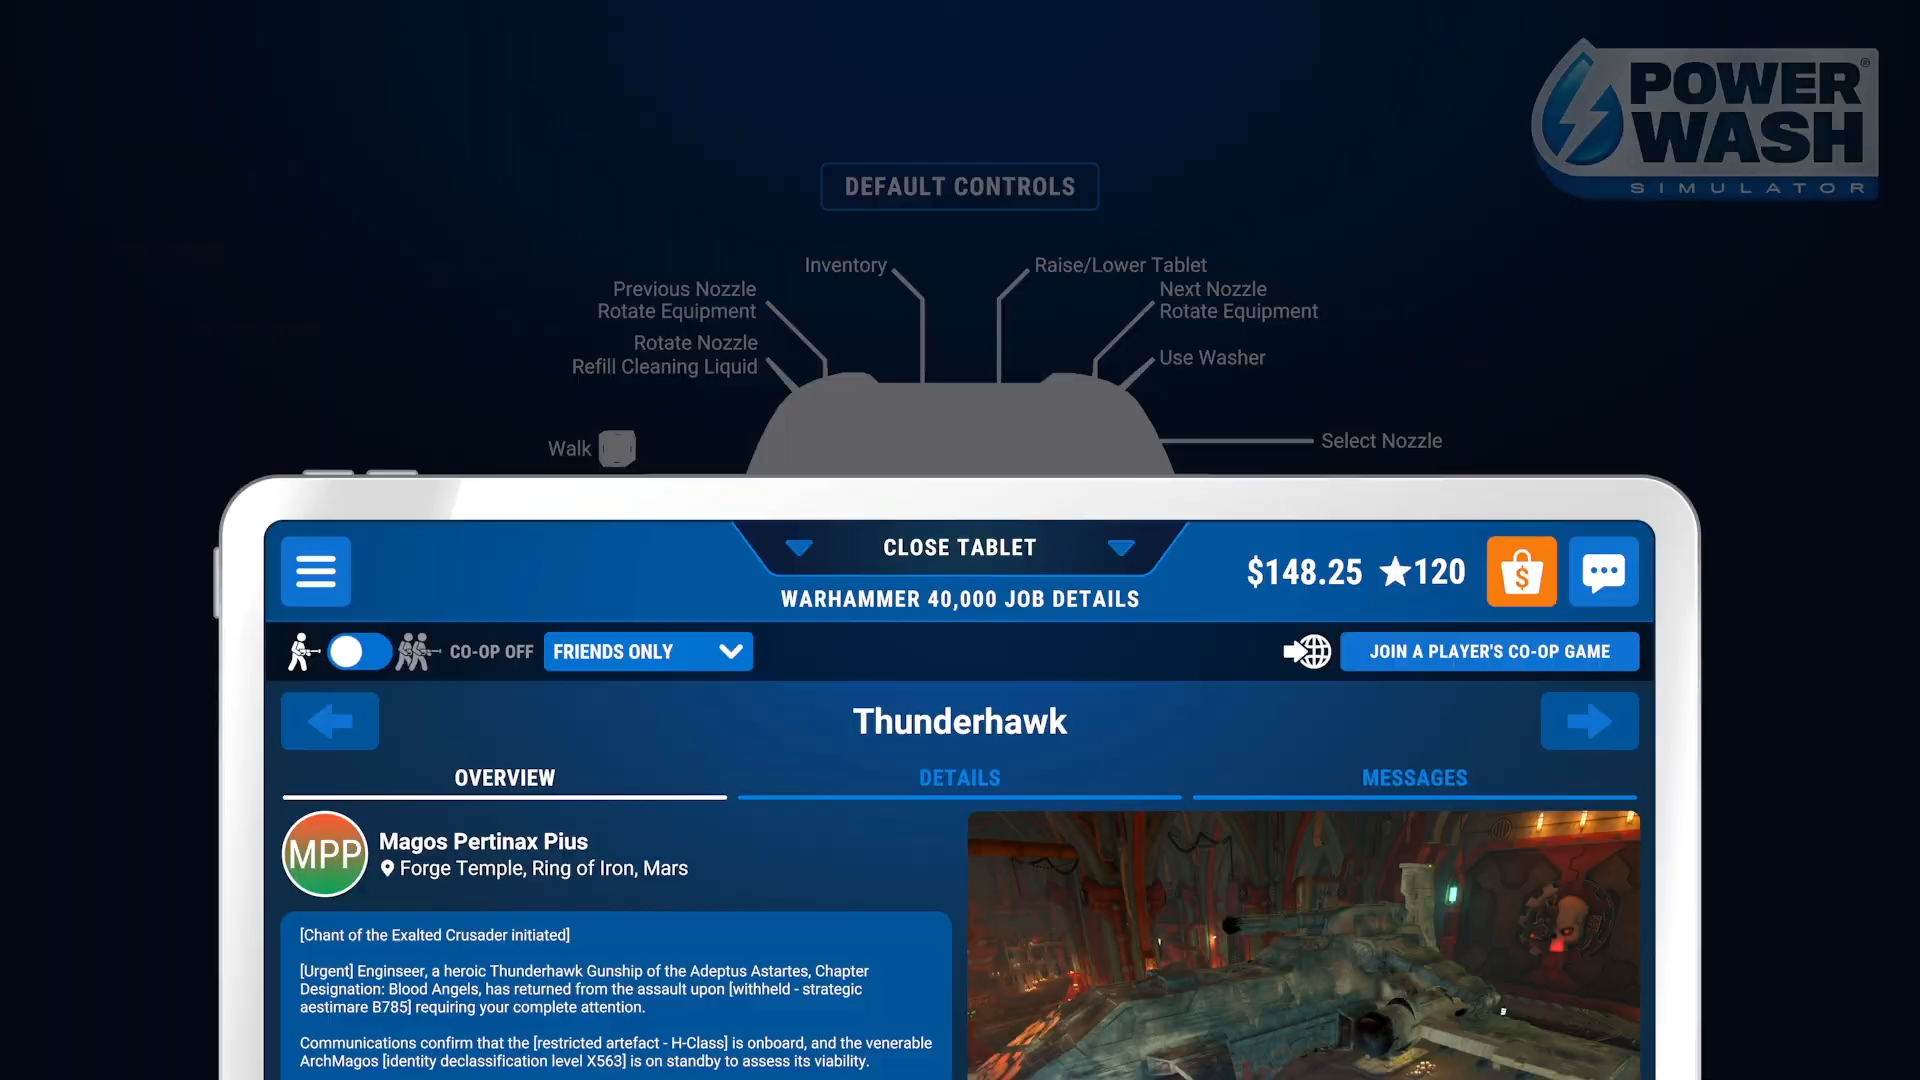 POWER®
WASH
SIMULATOR
DEFAULT CONTROLS
Inventory
Raise/Lower Tablet
Previous Nozzle
Rotate Equipment
Next Nozzle
Rotate Equipment
Rotate Nozzle
Refill Cleaning Liquid
Use Washer
Walk
Select Nozzle
CLOSE TABLET
WARHAMMER 40,000 JOB DETAILS
$148.25 ★120
$
CO-OP OFF
FRIENDS ONLY
JOIN A PLAYER'S CO-OP GAME
Thunderhawk
OVERVIEW
DETAILS
MESSAGES
MPP
Magos Pertinax Pius
Forge Temple, Ring of Iron, Mars
[Chant of the Exalted Crusader initiated]
[Urgent] Enginseer, a heroic Thunderhawk Gunship of the Adeptus Astartes, Chapter
Designation: Blood Angels, has returned from the assault upon [withheld - strategic
aestimare B785] requiring your complete attention.
Communications confirm that the [restricted artefact - H-Class] is onboard, and the venerable
ArchMagos [identity declassification level X563] is on standby to assess its viability.